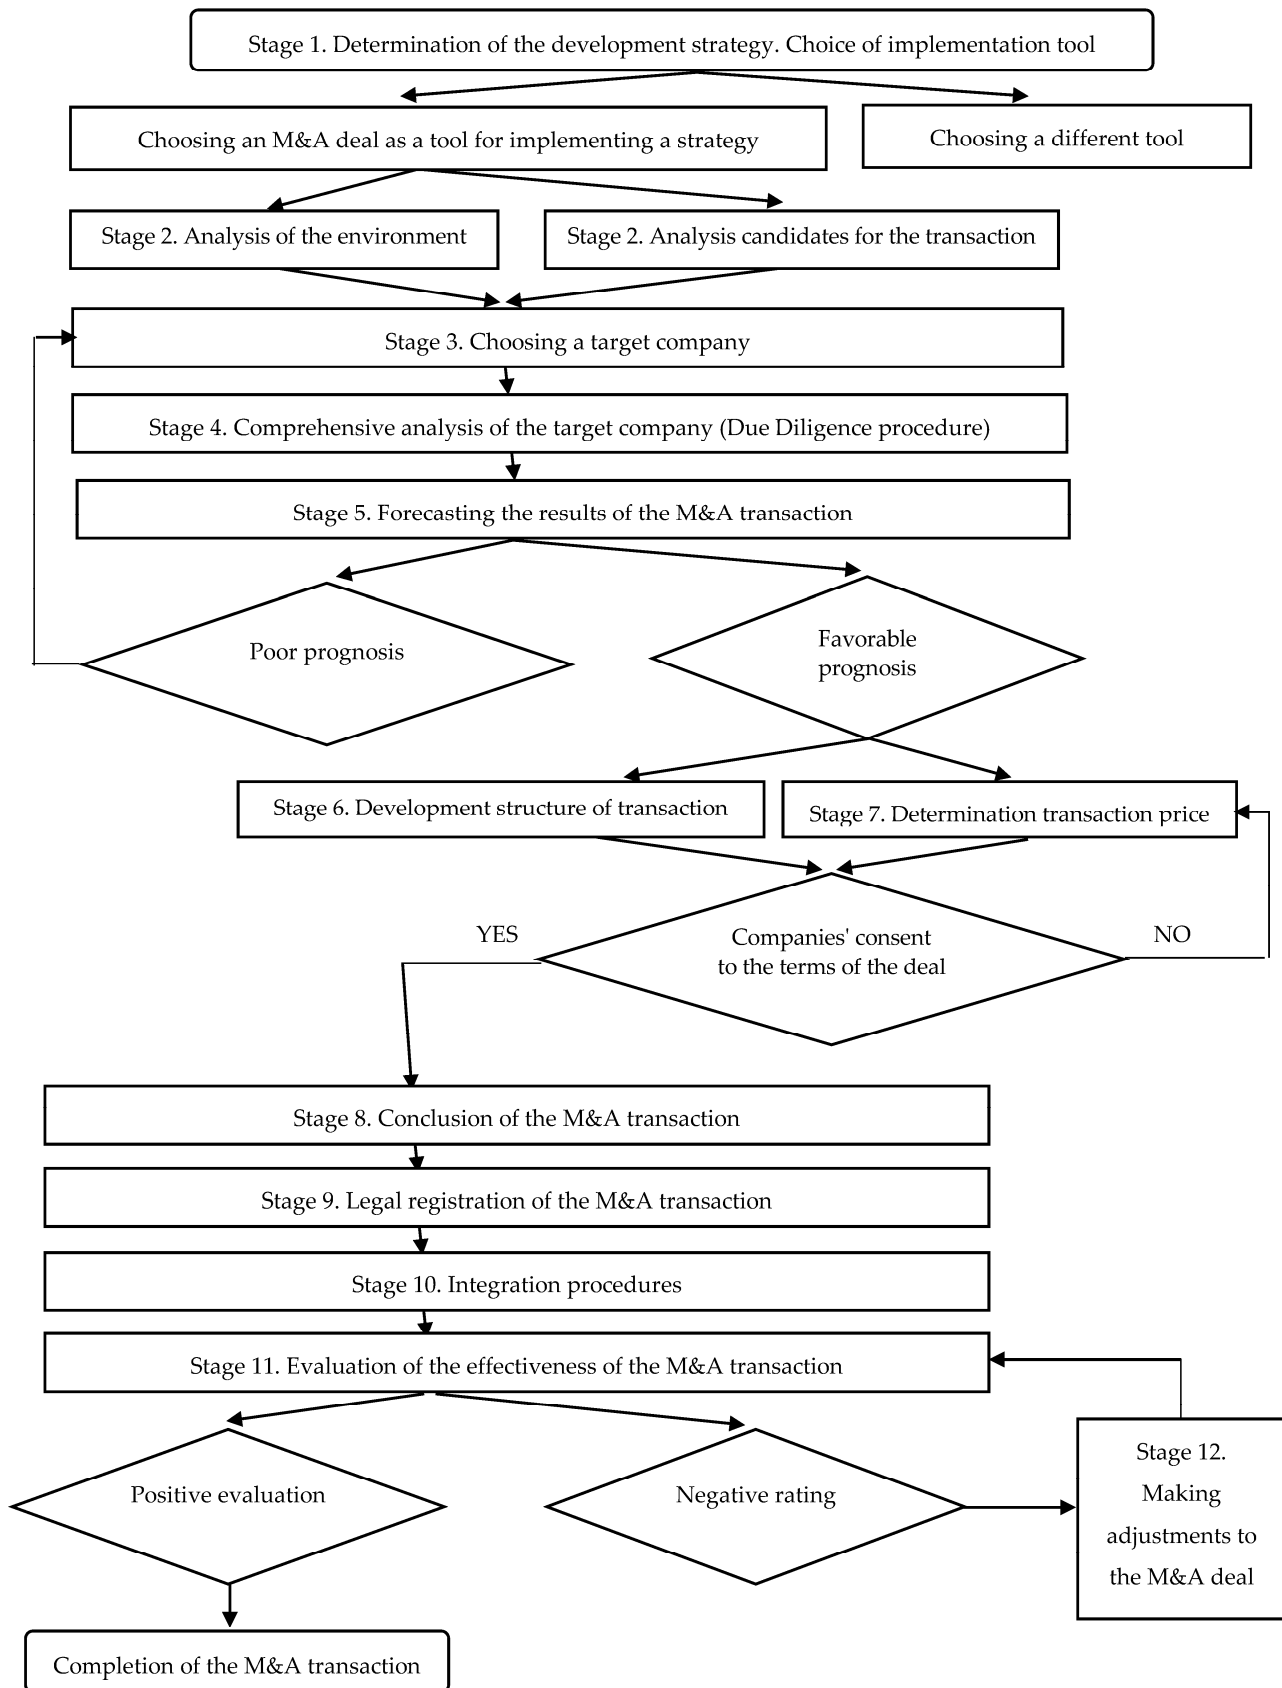 Stage 1. Determination of the development strategy. Choice of implementation tool
Choosing an M&A deal as a tool for implementing a strategy
Choosing a different tool
Stage 2. Analysis of the environment
Stage 2. Analysis candidates for the transaction
Stage 3. Choosing a target company
Stage 4. Comprehensive analysis of the target company (Due Diligence procedure)
Stage 5. Forecasting the results of the M&A transaction
Poor prognosis
Favorable
prognosis
Stage 6. Development structure of transaction
Stage 7. Determination transaction price
YES
Companies' consent
to the terms of the deal
NO
Stage 8. Conclusion of the M&A transaction
Stage 9. Legal registration of the M&A transaction
Stage 10. Integration procedures
Stage 11. Evaluation of the effectiveness of the M&A transaction
Positive evaluation
Negative rating
Stage 12.
Making
adjustments to
the M&A deal
Completion of the M&A transaction